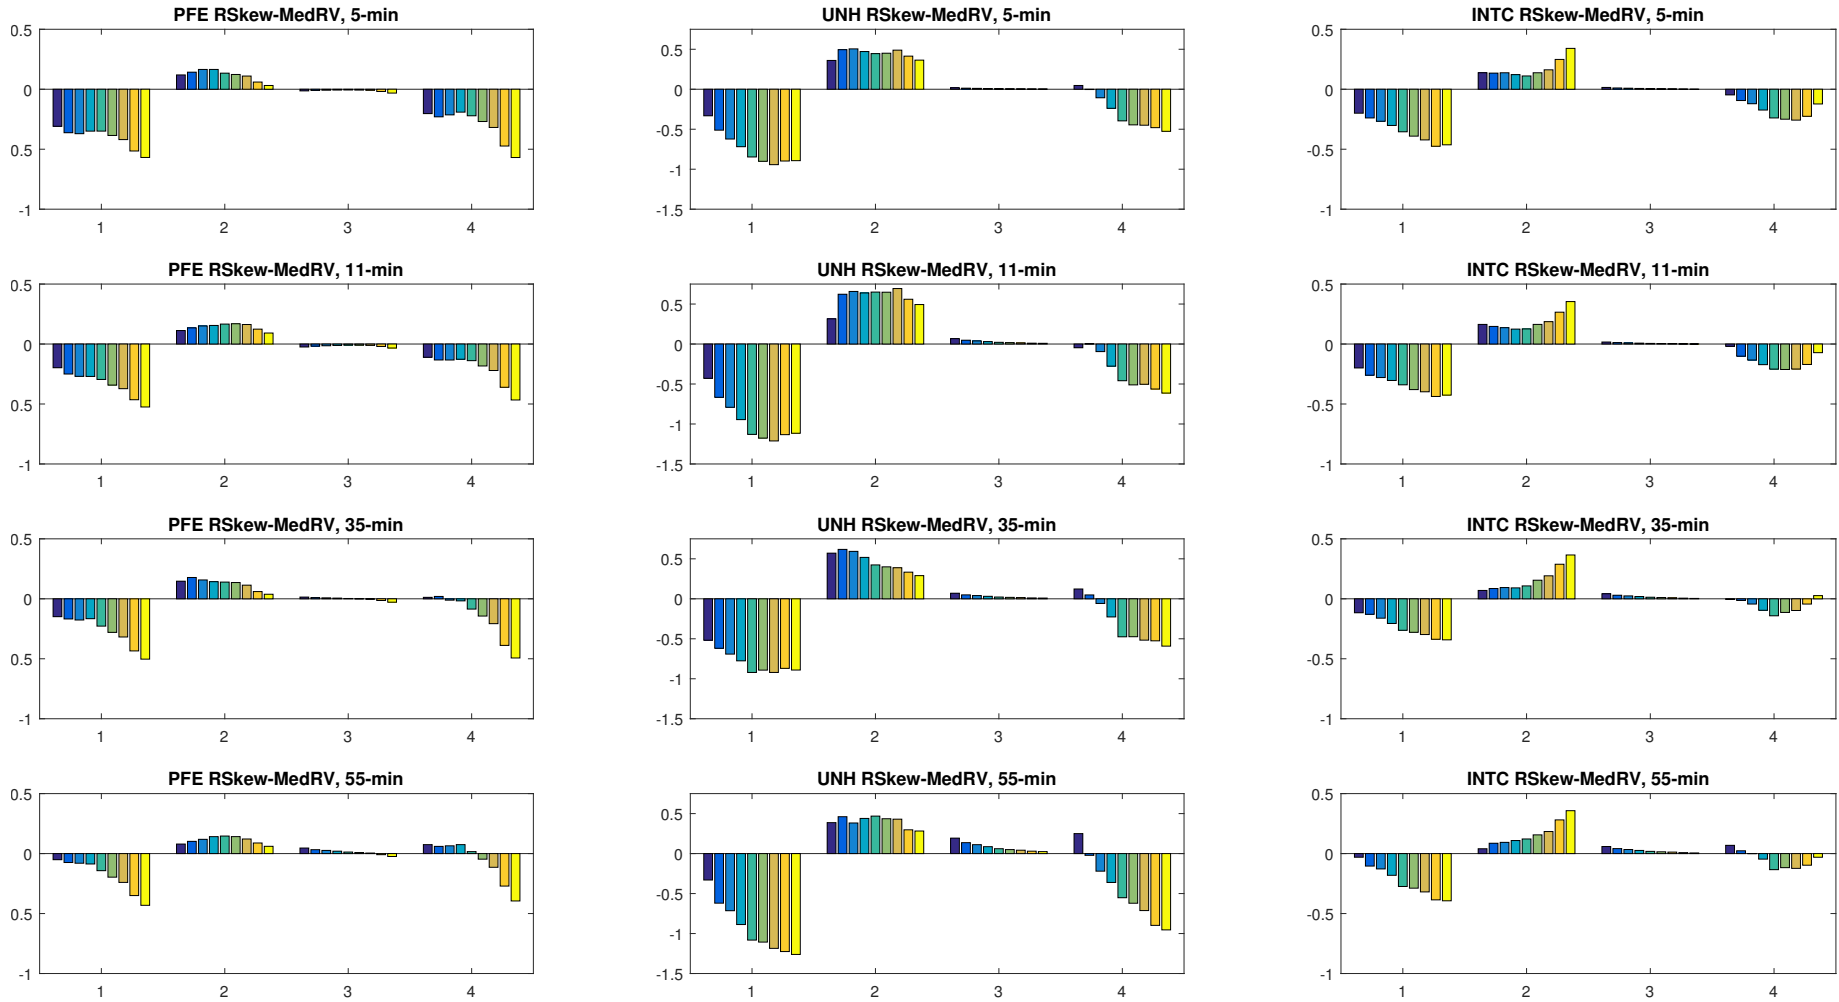 PFE RSkew-MedRV, 5-min
0.5
0
0.5
-1
1 2 3 4
UNH RSkew-MedRV, 5-min
0.5
0
-0.5
-1
-1.5
1 2 3 4
INTC RSkew-MedRV, 5-min
0.5
0
-0.5
-1
1 2 3 4
PFE RSkew-MedRV, 11-min
0.5
0
0.5
-1
1 2 3 4
UNH RSkew-MedRV, 11-min
0.5
0
-0.5
-1
-1.5
1 2 3 4
INTC RSkew-MedRV, 11-min
0.5
0
-0.5
-1
1 2 3 4
PFE RSkew-MedRV, 35-min
0.5
0
0.5
-1
1 2 3 4
UNH RSkew-MedRV, 35-min
0.5
0
-0.5
-1
-1.5
1 2 3 4
INTC RSkew-MedRV, 35-min
0.5
0
-0.5
-1
1 2 3 4
PFE RSkew-MedRV, 55-min
0.5
0
0.5
-1
1 2 3 4
UNH RSkew-MedRV, 55-min
0.5
0
-0.5
-1
-1.5
1 2 3 4
INTC RSkew-MedRV, 55-min
0.5
0
-0.5
-1
1 2 3 4